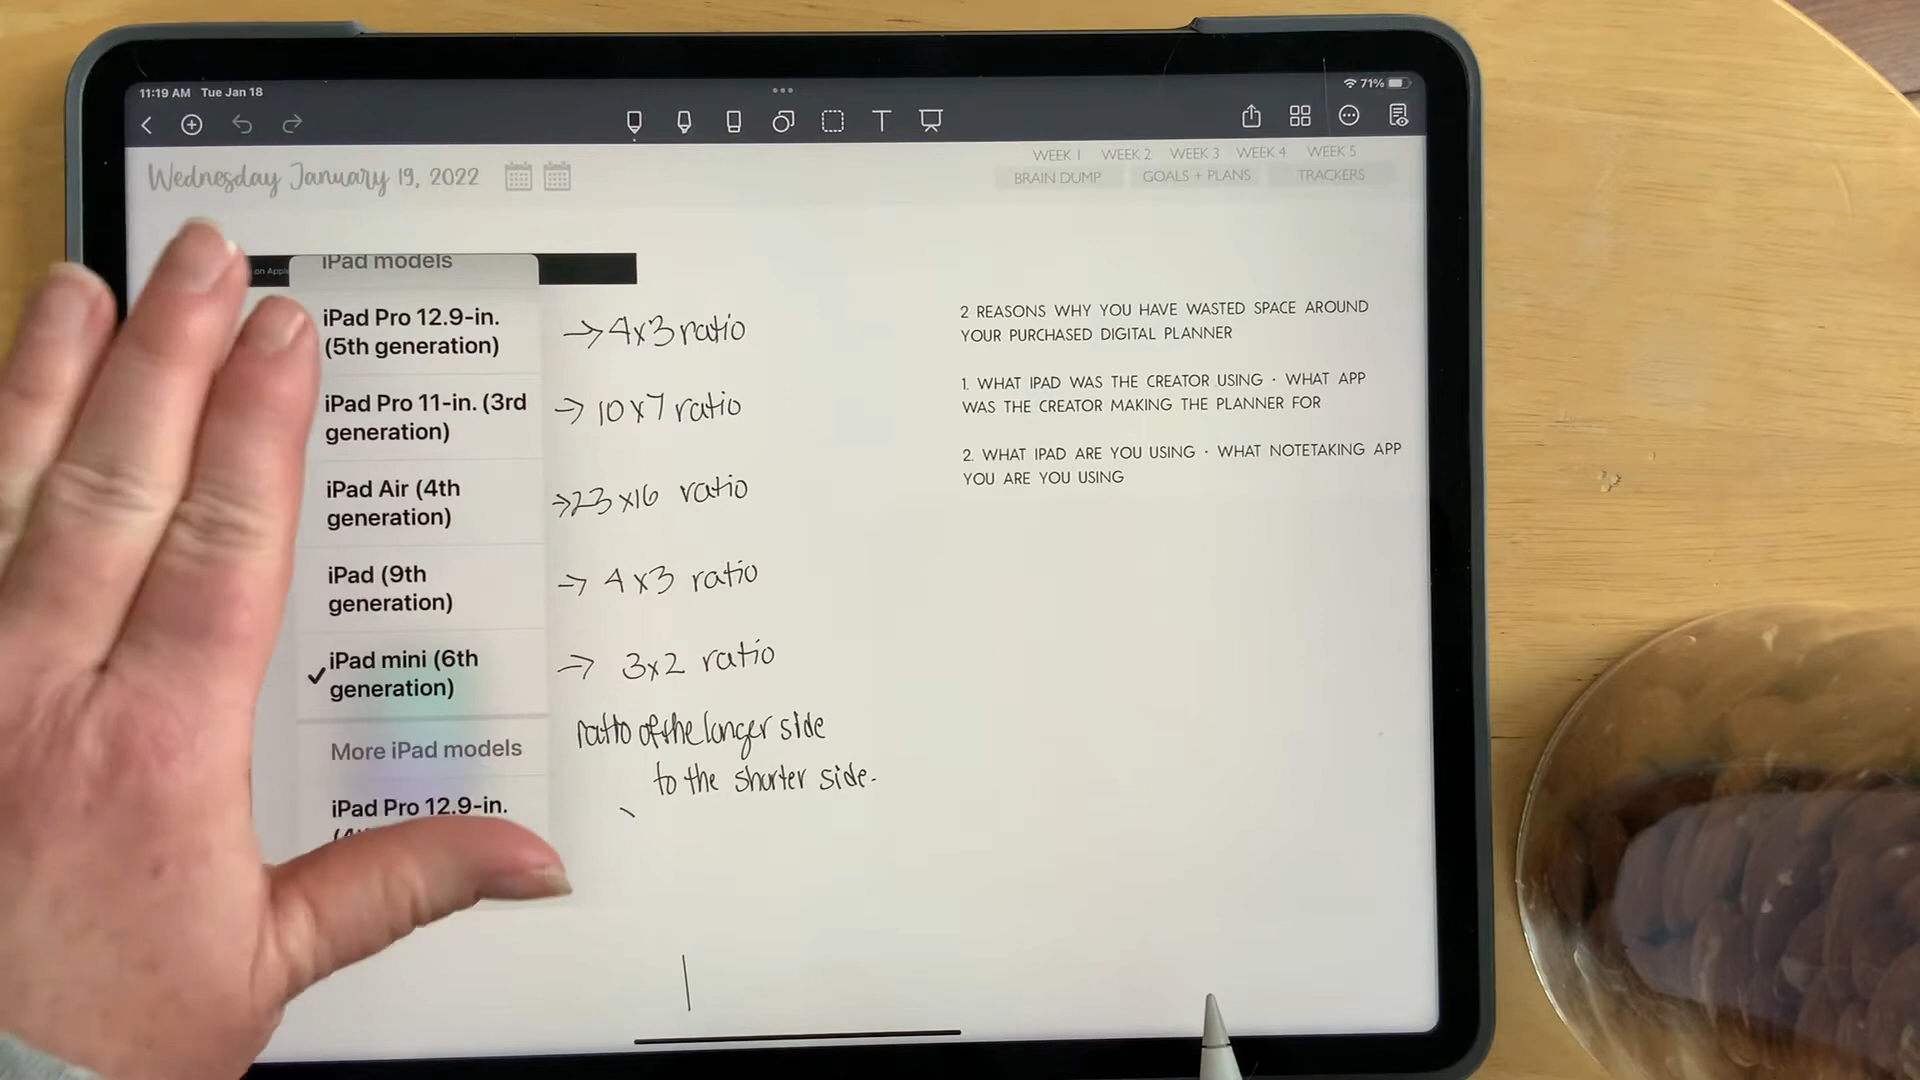 11:19 AM Tue Jan 18
71%
Wednesday January 19, 2022
WEEK 1 WEEK 2 WEEK 3 WEEK 4 WEEK 5
BRAIN DUMP GOALS + PLANS TRACKERS
on Apple
iPad models
iPad Pro 12.9-in.
(5th generation)
→ 4x3 ratio
iPad Pro 11-in. (3rd
generation)
→ 10x7 ratio
iPad Air (4th
generation)
→ 23x16 ratio
iPad (9th
generation)
→ 4x3 ratio
iPad mini (6th
generation)
→ 3x2 ratio
More iPad models
iPad Pro 12.9-in.
ratio of the longer side
to the shorter side.
2 REASONS WHY YOU HAVE WASTED SPACE AROUND
YOUR PURCHASED DIGITAL PLANNER
1. WHAT IPAD WAS THE CREATOR USING · WHAT APP
WAS THE CREATOR MAKING THE PLANNER FOR
2. WHAT IPAD ARE YOU USING · WHAT NOTETAKING APP
YOU ARE YOU USING